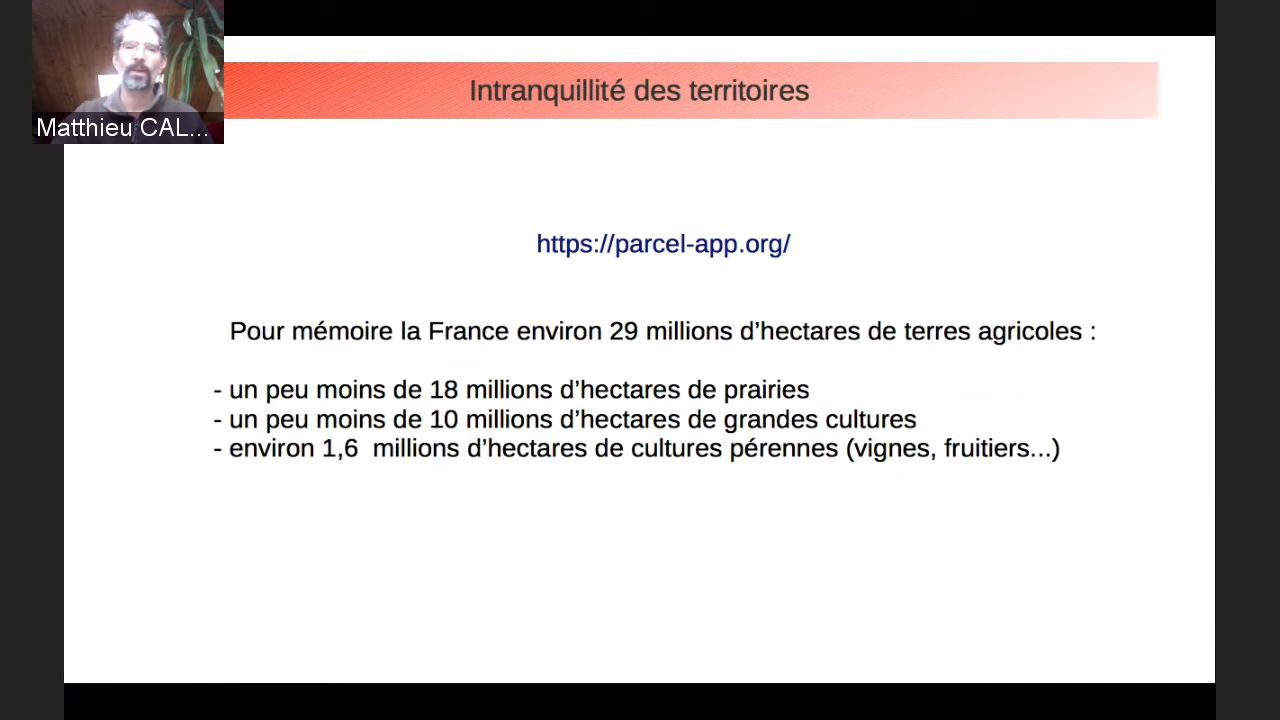 Intranquillité des territoires
Matthieu CAL...
https://parcel-app.org/
Pour mémoire la France environ 29 millions d’hectares de terres agricoles :
- un peu moins de 18 millions d’hectares de prairies
- un peu moins de 10 millions d’hectares de grandes cultures
- environ 1,6  millions d’hectares de cultures pérennes (vignes, fruitiers...)